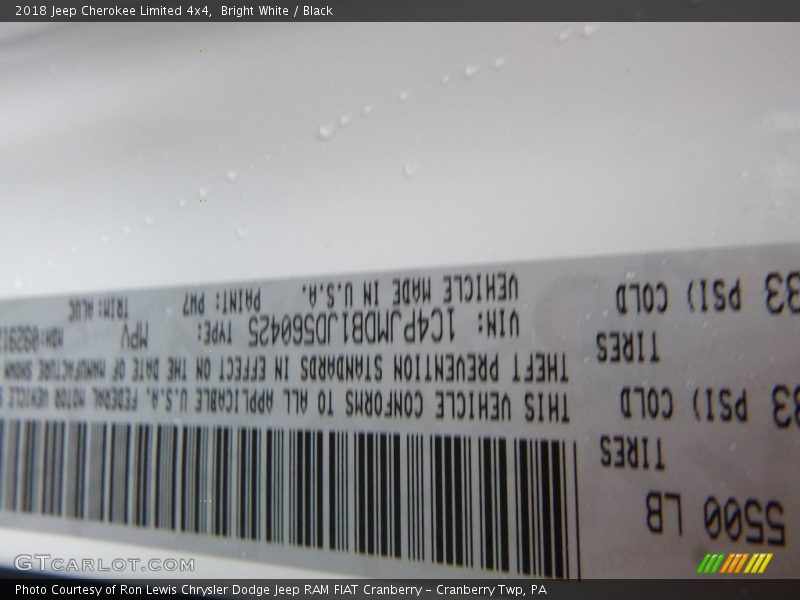 2018 Jeep Cherokee Limited 4x4, Bright White / Black
5500 LB
TIRES
33 PSI) COLD
TIRES
33 PSI) COLD
THIS VEHICLE CONFORMS TO ALL APPLICABLE U.S.A. FEDERAL MOTOR VEHICLE
THEFT PREVENTION STANDARDS IN EFFECT ON THE DATE OF MANUFACTURE SHOWN
VIN: 1C4PJMDB1JD560425 TYPE: MPV MDH:
VEHICLE MADE IN U.S.A. PAINT: PW7 TRIM:
GTCARLOT.COM
Photo Courtesy of Ron Lewis Chrysler Dodge Jeep RAM FIAT Cranberry – Cranberry Twp, PA